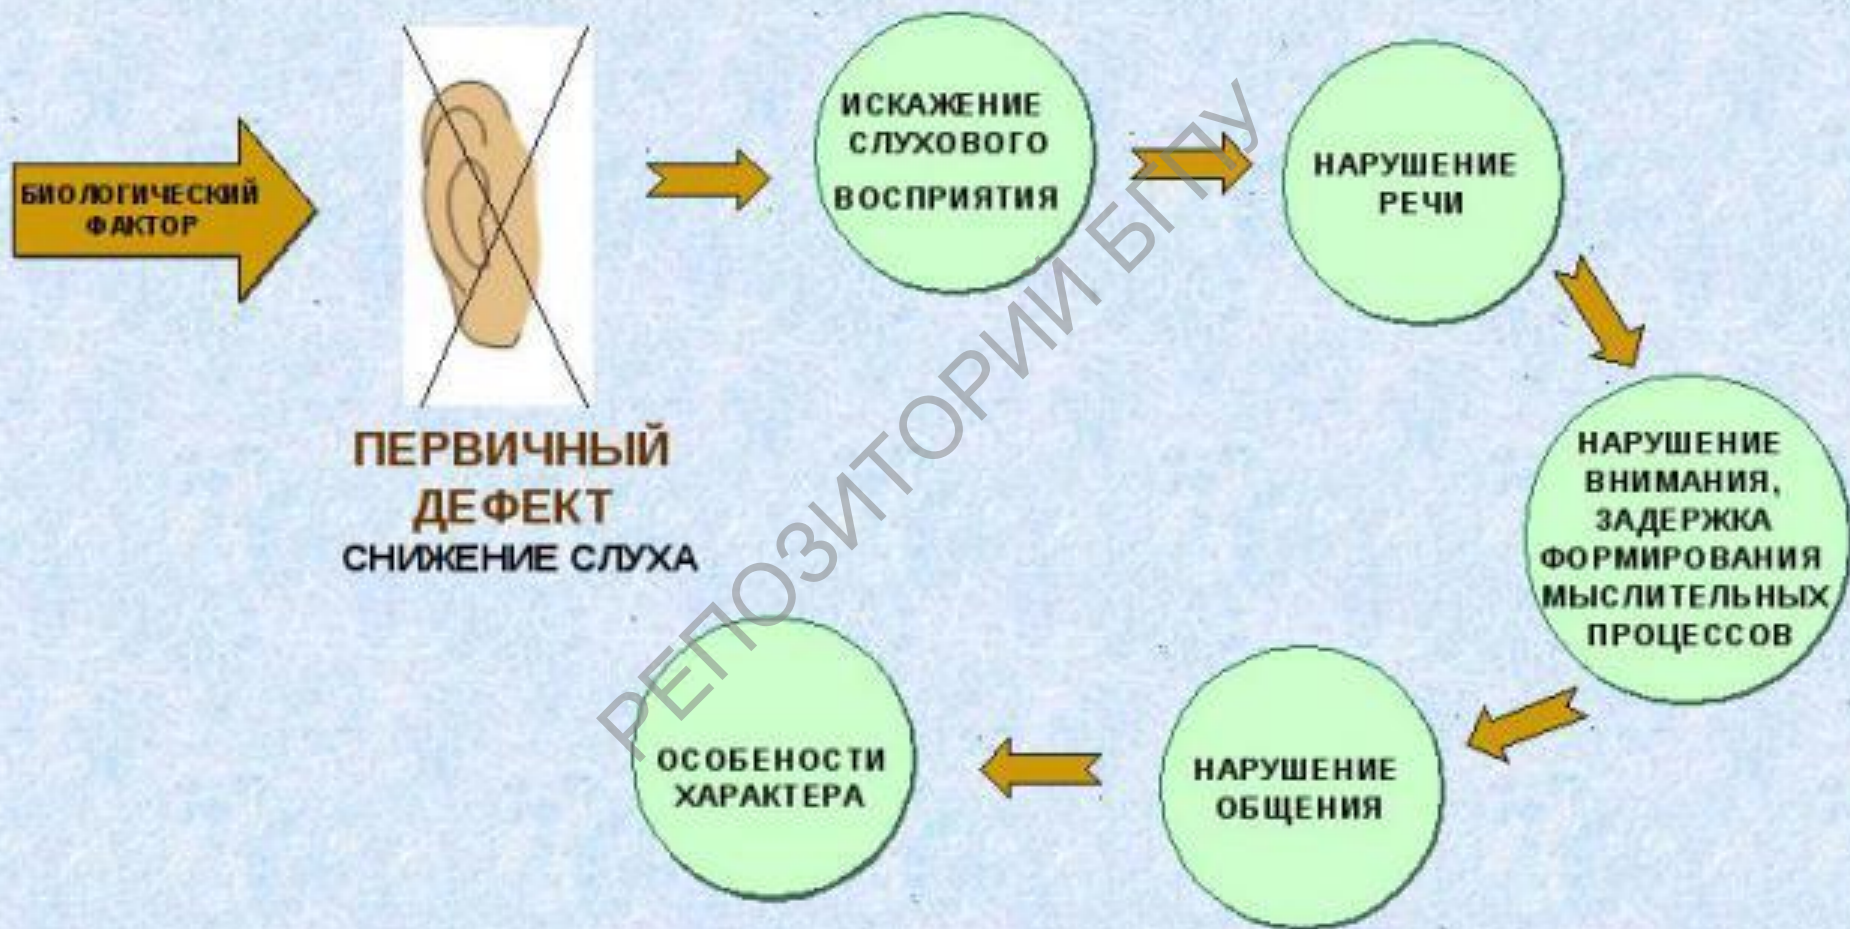 БИОЛОГИЧЕСКИЙ
ФАКТОР
ПЕРВИЧНЫЙ
ДЕФЕКТ
СНИЖЕНИЕ СЛУХА
ИСКАЖЕНИЕ
СЛУХОВОГО
ВОСПРИЯТИЯ
НАРУШЕНИЕ
РЕЧИ
НАРУШЕНИЕ
ВНИМАНИЯ,
ЗАДЕРЖКА
ФОРМИРОВАНИЯ
МЫСЛИТЕЛЬНЫХ
ПРОЦЕССОВ
НАРУШЕНИЕ
ОБЩЕНИЯ
ОСОБЕНОСТИ
ХАРАКТЕРА
РЕПОЗИТОРИЙ БГПУ